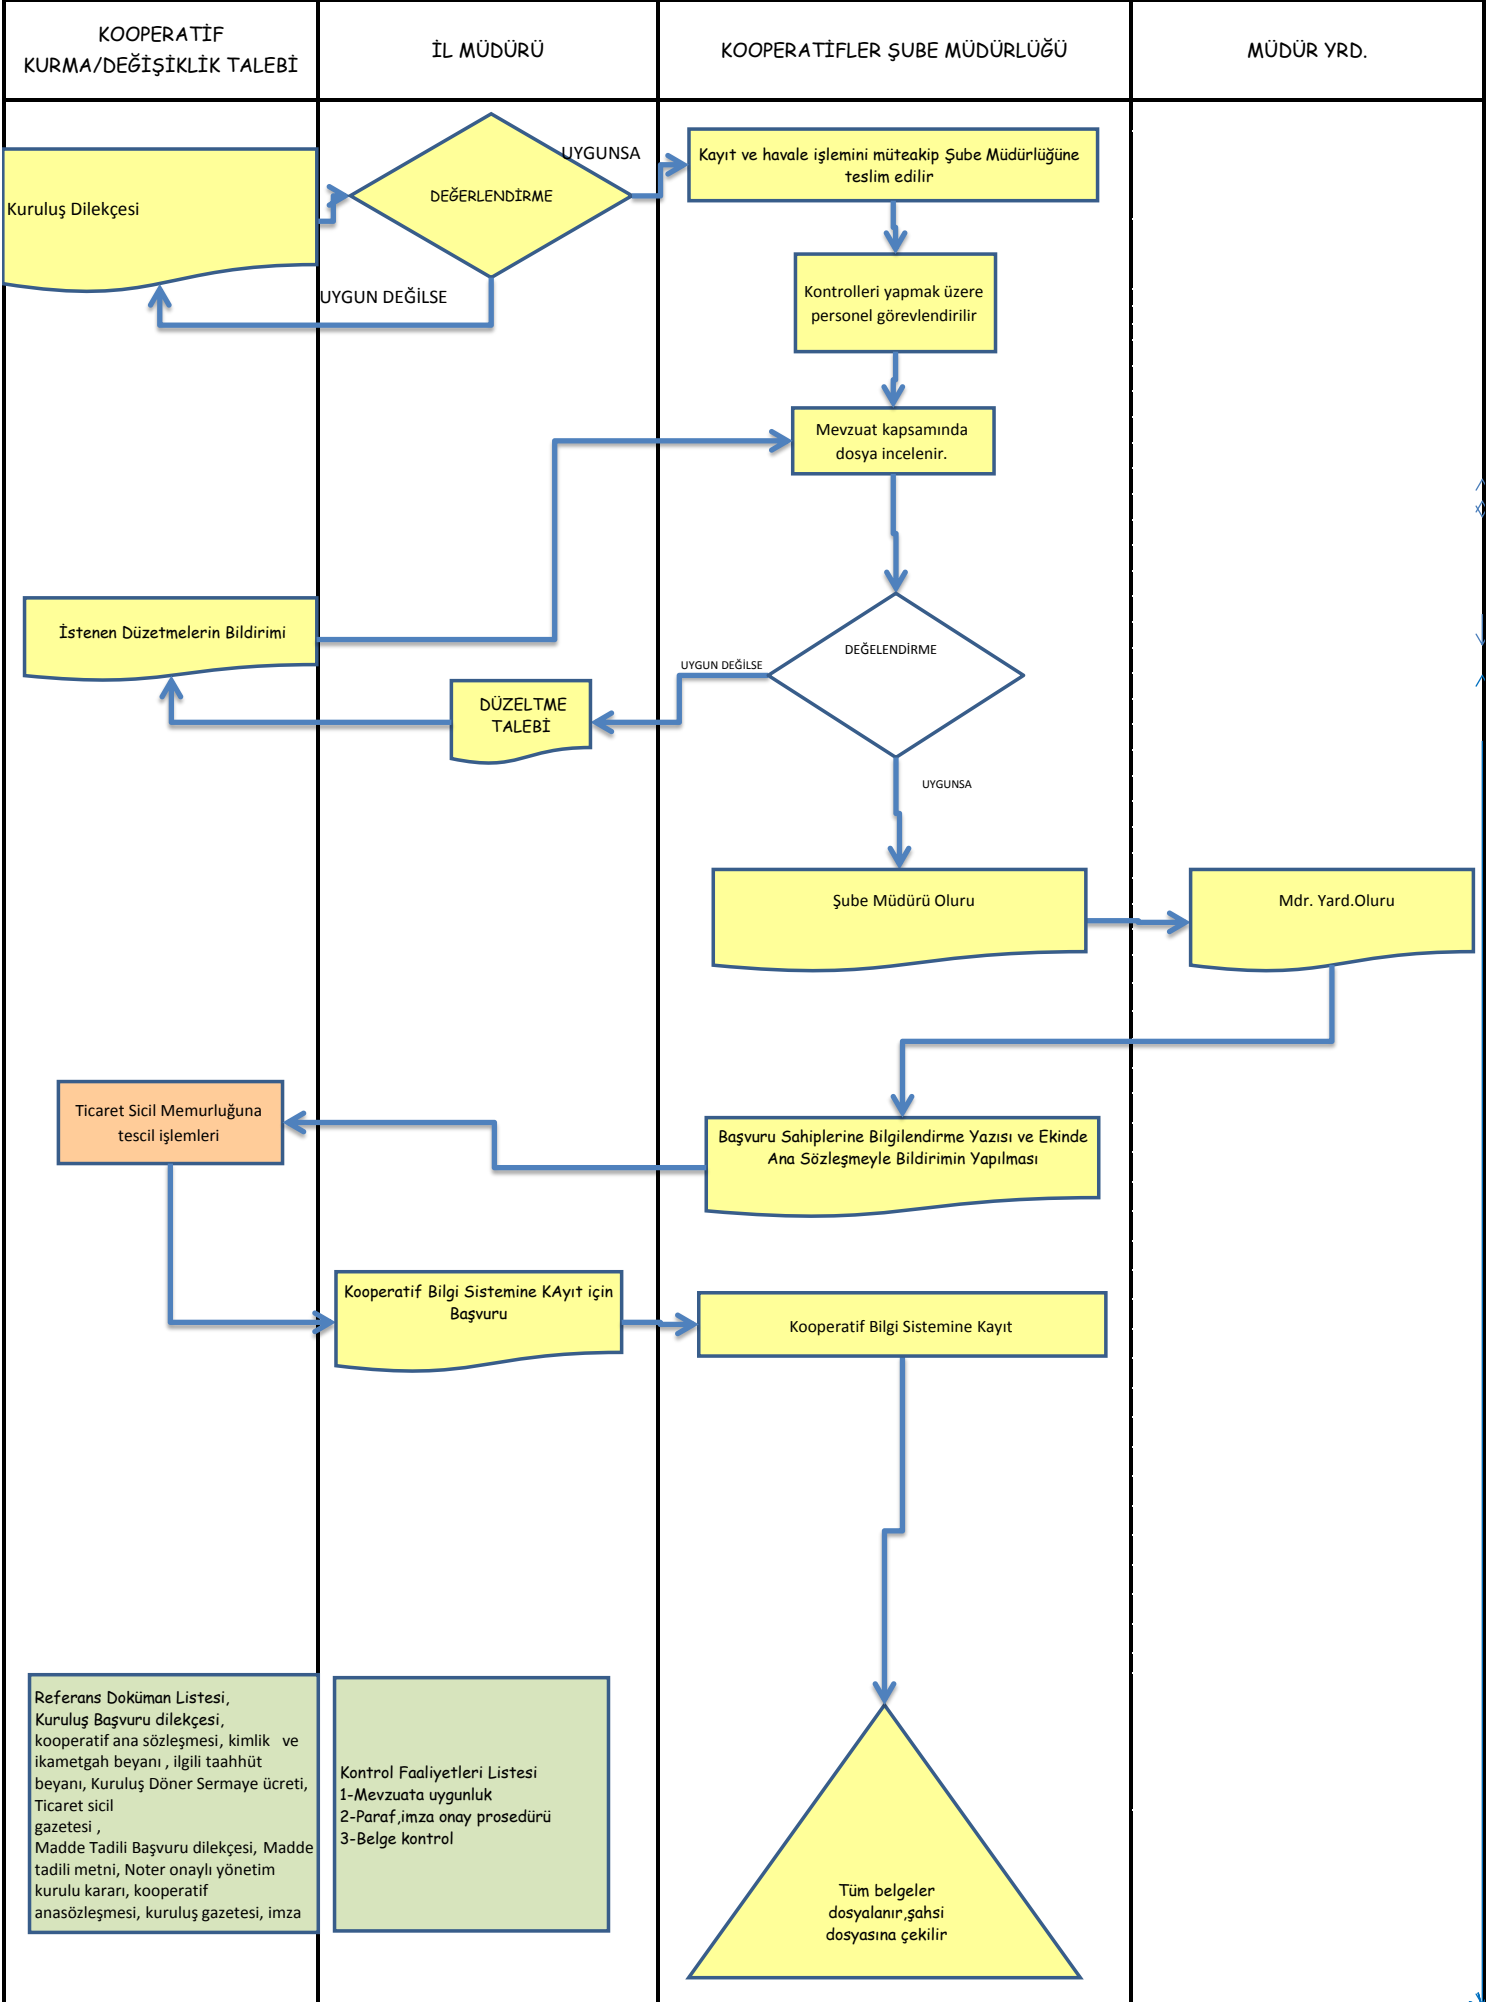 KOOPERATİF
KURMA/DEĞİŞİKLİK TALEBİ
İL MÜDÜRÜ
KOOPERATİFLER ŞUBE MÜDÜRLÜĞÜ
MÜDÜR YRD.
Kuruluş Dilekçesi
DEĞERLENDİRME
UYGUNSA
UYGUN DEĞİLSE
Kayıt ve havale işlemini müteakip Şube Müdürlüğüne
teslim edilir
Kontrolleri yapmak üzere
personel görevlendirilir
Mevzuat kapsamında
dosya incelenir.
İstenen Düzetmelerin Bildirimi
DEĞELENDİRME
UYGUN DEĞİLSE
DÜZELTME
TALEBİ
UYGUNSA
Şube Müdürü Oluru
Mdr. Yard.Oluru
Ticaret Sicil Memurluğuna
tescil işlemleri
Başvuru Sahiplerine Bilgilendirme Yazısı ve Ekinde
Ana Sözleşmeyle Bildirimin Yapılması
Kooperatif Bilgi Sistemine KAyıt için
Başvuru
Kooperatif Bilgi Sistemine Kayıt
Referans Doküman Listesi,
Kuruluş Başvuru dilekçesi,
kooperatif ana sözleşmesi, kimlik ve
ikametgah beyanı , ilgili taahhüt
beyanı, Kuruluş Döner Sermaye ücreti,
Ticaret sicil
gazetesi ,
Madde Tadili Başvuru dilekçesi, Madde
tadili metni, Noter onaylı yönetim
kurulu kararı, kooperatif
anasözleşmesi, kuruluş gazetesi, imza
Kontrol Faaliyetleri Listesi
1-Mevzuata uygunluk
2-Paraf,imza onay prosedürü
3-Belge kontrol
Tüm belgeler
dosyalanır,şahsi
dosyasına çekilir